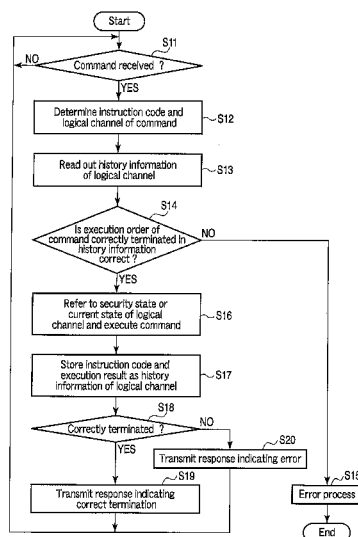 Start
S11
NO
Command received ?
YES
Determine instruction code and
logical channel of command
S12
Read out history information
of logical channel
S13
S14
Is execution order of
command correctly terminated in
history information
correct ?
NO
YES
Refer to security state or
current state of logical
channel and execute command
S16
Store instruction code and
execution result as history
information of logical channel
S17
S18
Correctly terminated ?
NO
YES
S20
Transmit response indicating error
S19
Transmit response indicating
correct termination
S15
Error process
End